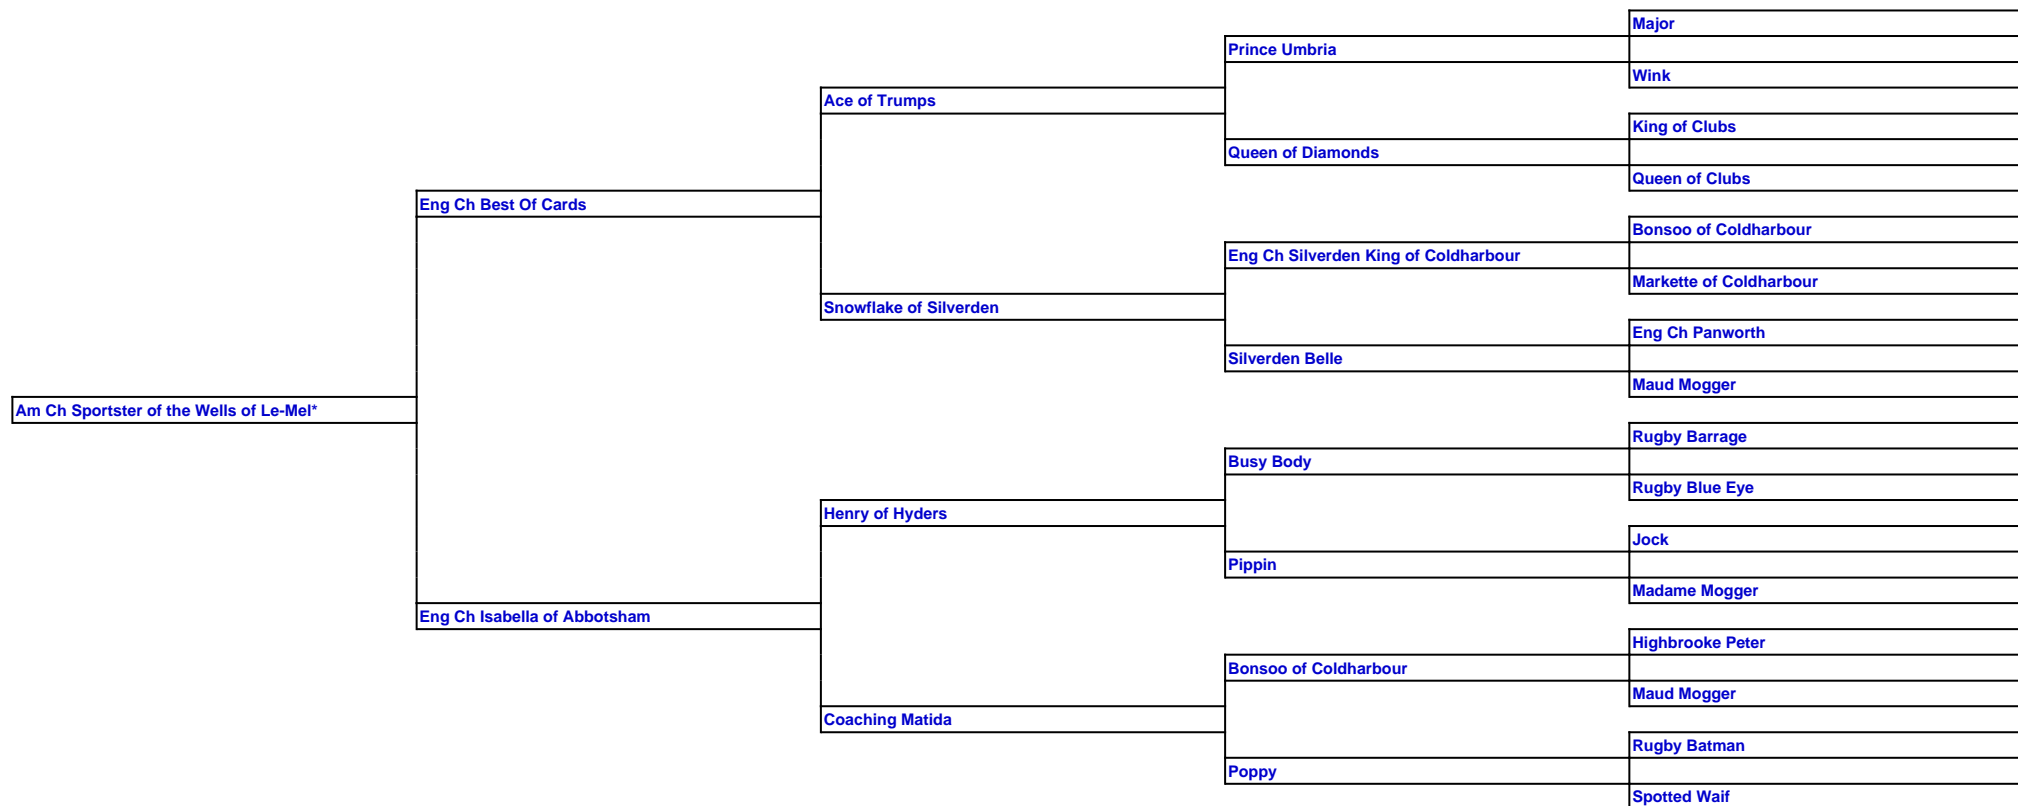 Major
Prince Umbria
Wink
Ace of Trumps
King of Clubs
Queen of Diamonds
Queen of Clubs
Eng Ch Best Of Cards
Bonsoo of Coldharbour
Eng Ch Silverden King of Coldharbour
Markette of Coldharbour
Snowflake of Silverden
Eng Ch Panworth
Silverden Belle
Maud Mogger
Am Ch Sportster of the Wells of Le-Mel*
Rugby Barrage
Busy Body
Rugby Blue Eye
Henry of Hyders
Jock
Pippin
Madame Mogger
Eng Ch Isabella of Abbotsham
Highbrooke Peter
Bonsoo of Coldharbour
Maud Mogger
Coaching Matida
Rugby Batman
Poppy
Spotted Waif